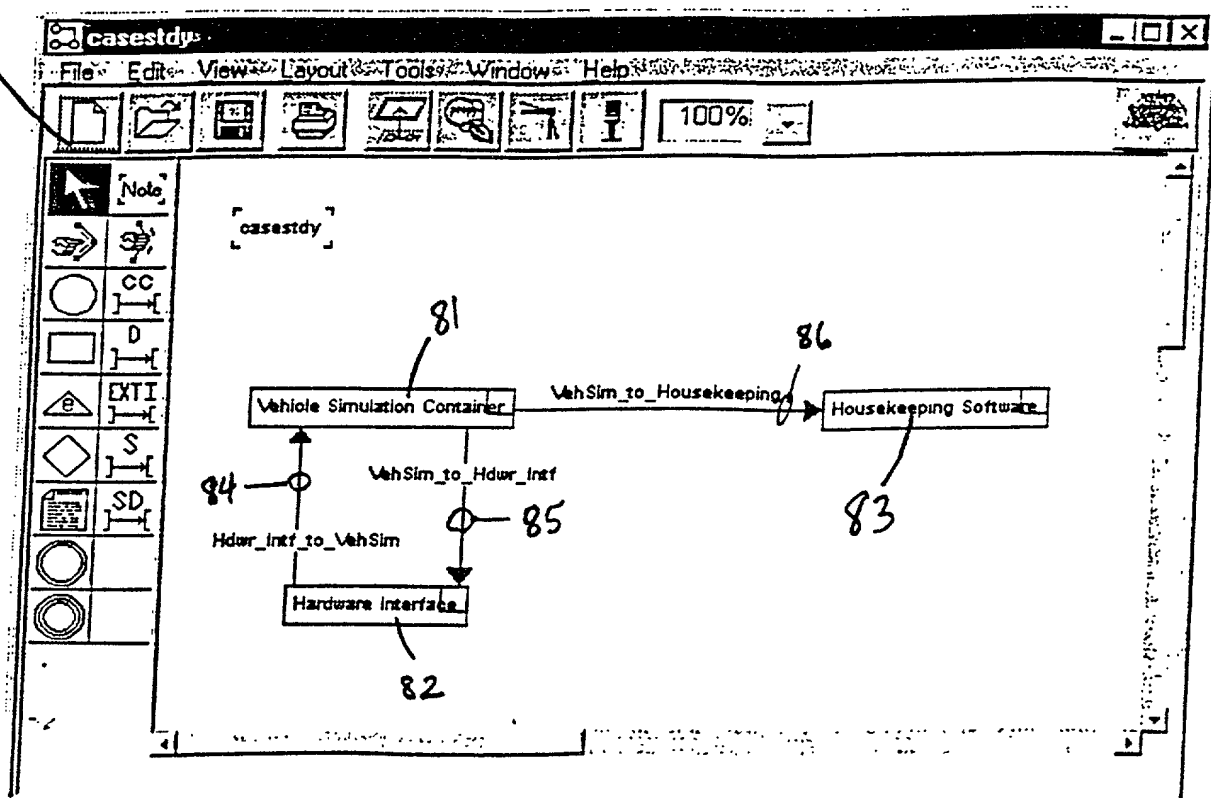 casestdy
File Edit View Layout Tools Window Help
100%
Note
CC
D
e
EXTI
S
SD
casestdy
81
86
Vehicle Simulation Container
VehSim_to_Housekeeping
Housekeeping Software
84
VehSim_to_Hdwr_Intf
85
83
Hdwr_Intf_to_VehSim
Hardware Interface
82